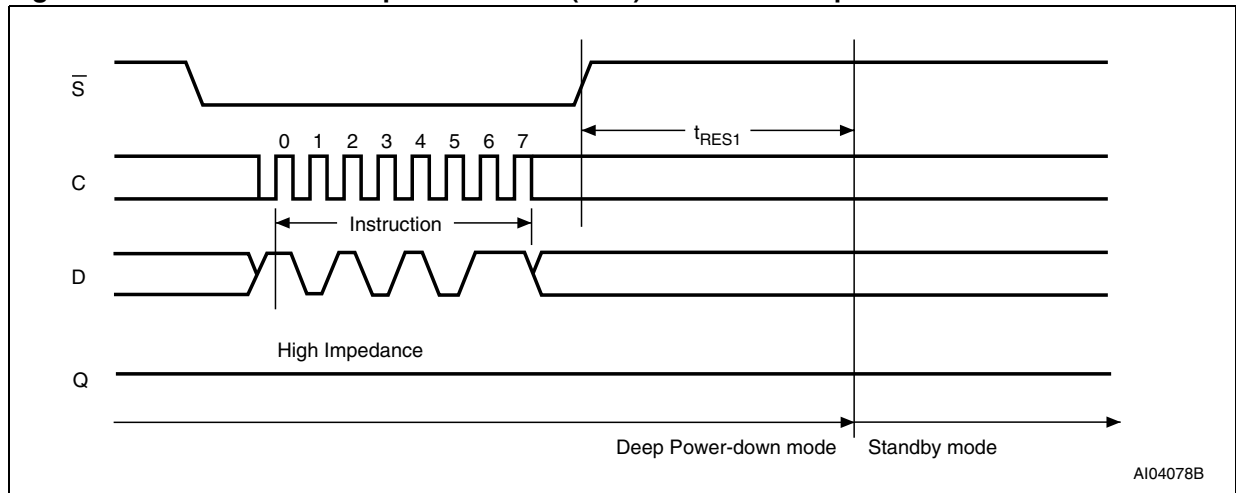 S
0 1 2 3 4 5 6 7
tRES1
C
Instruction
D
High Impedance
Q
Deep Power-down mode Standby mode
AI04078B